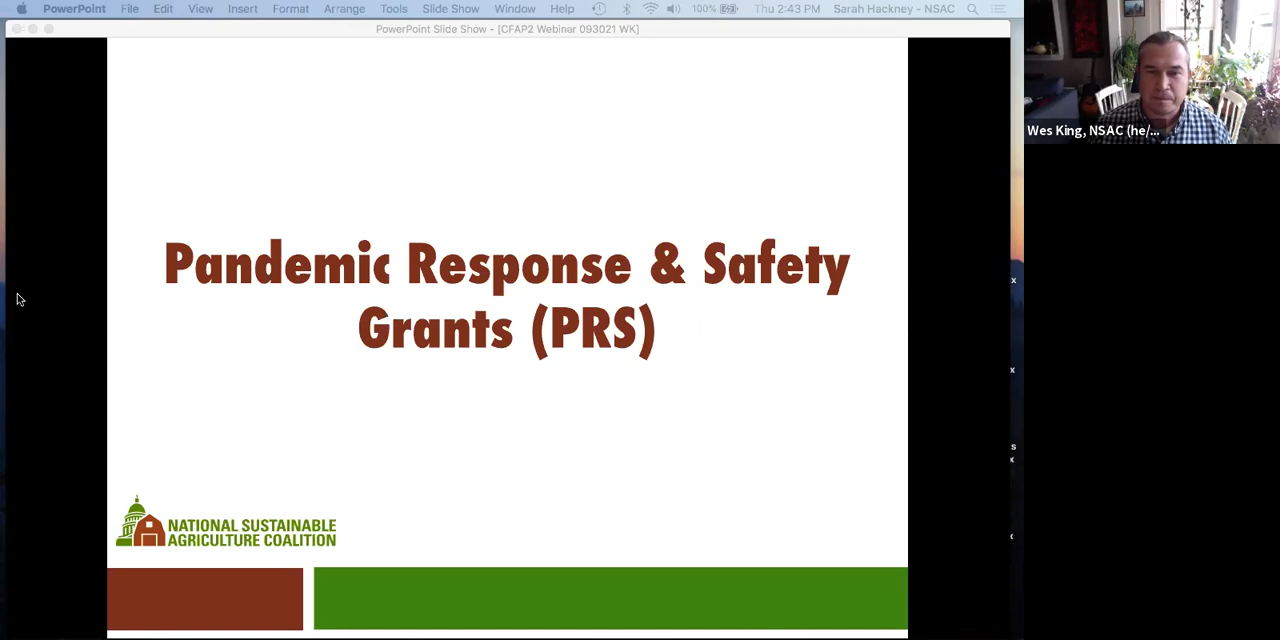 PowerPoint File Edit View Insert Format Arrange Tools Slide Show Window Help 100% Thu 2:43 PM Sarah Hackney - NSAC
PowerPoint Slide Show - [CFAP2 Webinar 093021 WK]
Wes King, NSAC (he/...
Pandemic Response & Safety
Grants (PRS)
x
x
s
x
x
NATIONAL SUSTAINABLE
AGRICULTURE COALITION